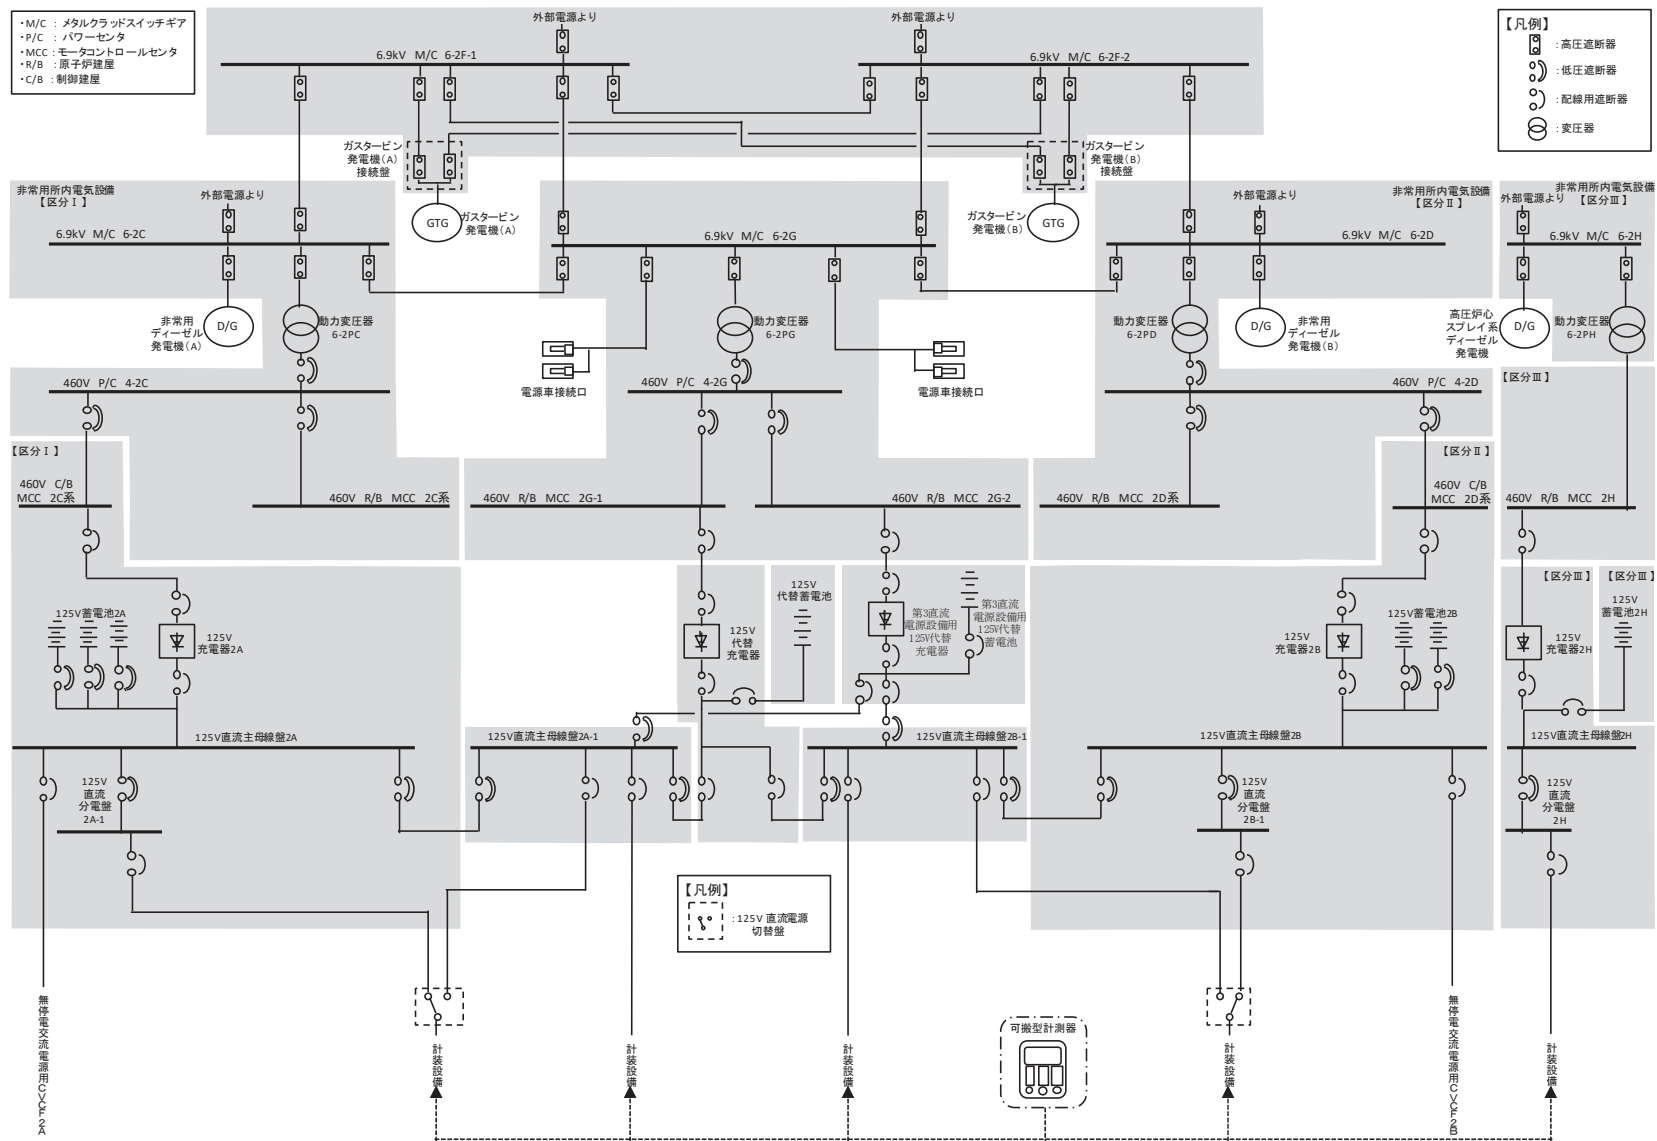 ・M/C ： メタルクラッドスイッチギア
・P/C ： パワーセンタ
・MCC ：モータコントロールセンタ
・R/B ：原子炉建屋
・C/B ：制御建屋
外部電源より
外部電源より
6.9kV M/C 6-2F-1
6.9kV M/C 6-2F-2
【凡例】
：高圧遮断器
：低圧遮断器
：配線用遮断器
：変圧器
ガスタービン
発電機(A)
接続盤
ガスタービン
発電機(B)
接続盤
非常用所内電気設備
【区分Ⅰ】
外部電源より
6.9kV M/C 6-2C
GTG
ガスタービン
発電機(A)
6.9kV M/C 6-2G
ガスタービン
発電機(B)
GTG
外部電源より
非常用所内電気設備
【区分Ⅱ】
6.9kV M/C 6-2D
非常用所内電気設備
【区分Ⅲ】
外部電源より
6.9kV M/C 6-2H
非常用
ディーゼル
発電機(A)
D/G
動力変圧器
6-2PC
動力変圧器
6-2PG
動力変圧器
6-2PD
D/G
非常用
ディーゼル
発電機(B)
高圧炉心
スプレイ系
ディーゼル
発電機
D/G
動力変圧器
6-2PH
460V P/C 4-2C
電源車接続口
460V P/C 4-2G
電源車接続口
460V P/C 4-2D
【区分Ⅲ】
【区分Ⅰ】
460V C/B
MCC 2C系
460V R/B MCC 2C系
460V R/B MCC 2G-1
460V R/B MCC 2G-2
460V R/B MCC 2D系
【区分Ⅱ】
460V C/B
MCC 2D系
460V R/B MCC 2H
125V蓄電池2A
125V
充電器2A
125V
代替
充電器
125V
代替蓄電池
第3直流
電源設備用
125V代替
充電器
第3直流
電源設備用
125V代替
蓄電池
125V
充電器2B
125V蓄電池2B
【区分Ⅲ】
125V
充電器2H
【区分Ⅲ】
125V
蓄電池2H
125V直流主母線盤2A
125V直流主母線盤2A-1
125V直流主母線盤2B-1
125V直流主母線盤2B
125V直流主母線盤2H
125V
直流
分電盤
2A-1
125V
直流
分電盤
2B-1
125V
直流
分電盤
2H
【凡例】
：125V 直流電源
切替盤
無停電交流電源用CVCF2A
計装設備
計装設備
計装設備
可搬型計測器
計装設備
無停電交流電源用CVCF2B
計装設備